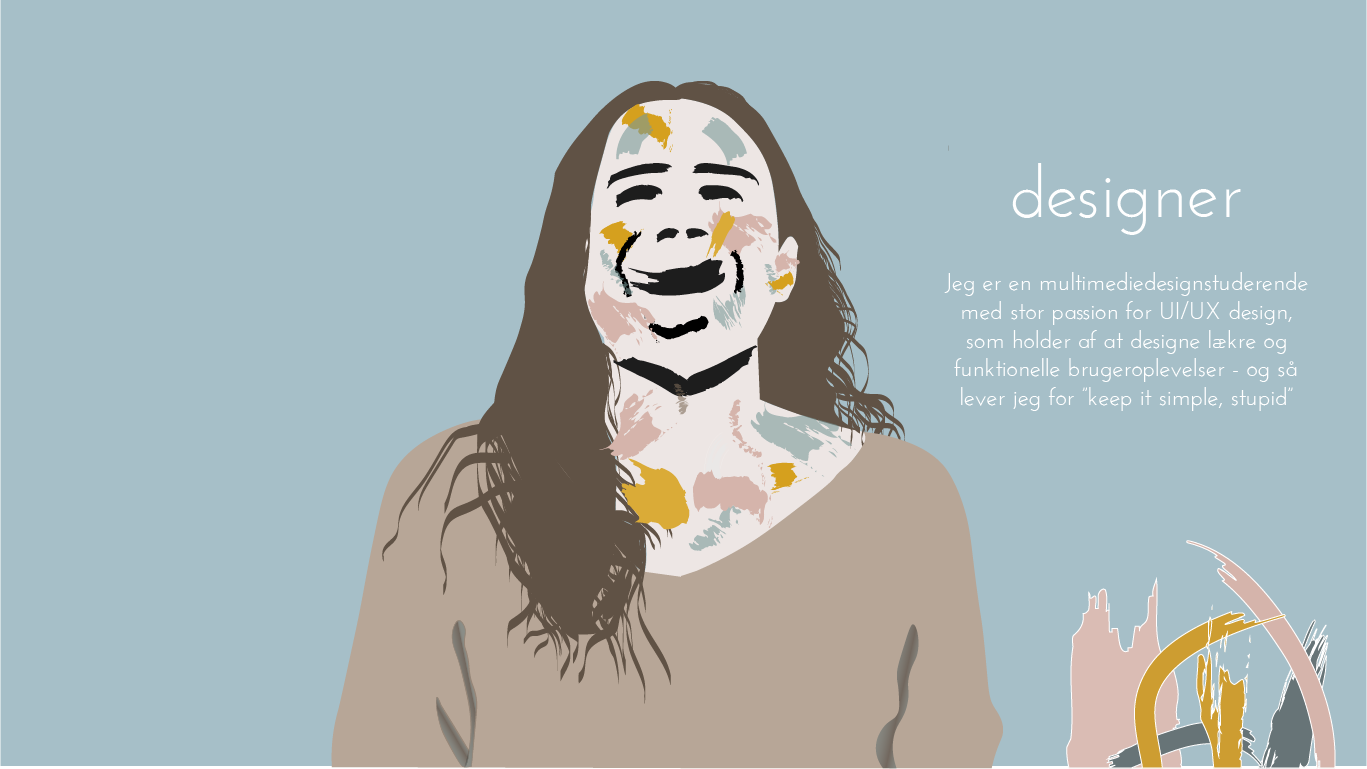 designer
Jeg er en multimediedesignstuderende
med stor passion for UI/UX design,
som holder af at designe lækre og
funktionelle brugeroplevelser - og så
lever jeg for "keep it simple, stupid"